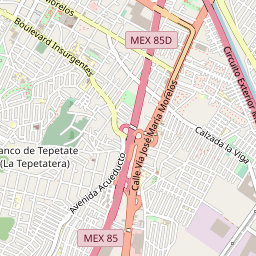 Morelos
Boulevard Insurgentes
MEX 85D
Circuito Exterior M
Calle Vía José María Morelos
Calzada la Viga
anco de Tepetate
(La Tepetatera)
Avenida Acueducto
MEX 85